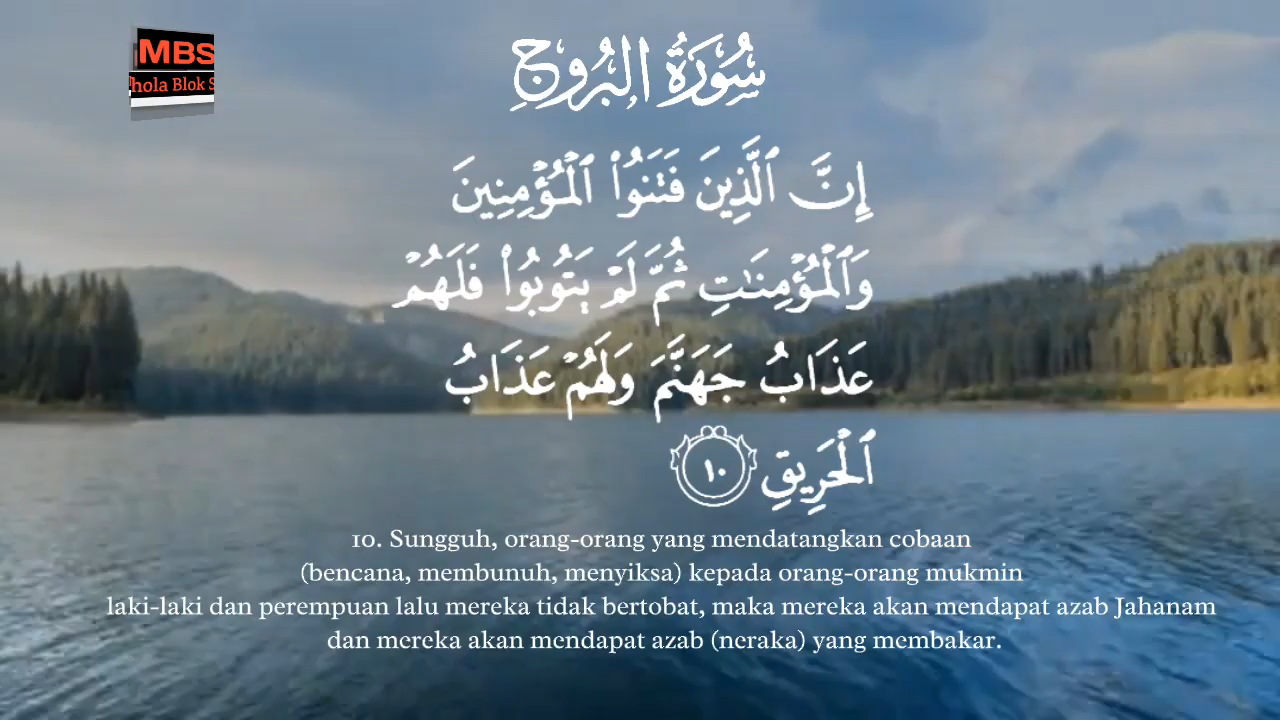 MBS
hola Blok S
سُورَةُ البُرُوجِ
إِنَّ ٱلَّذِينَ فَتَنُوا۟ ٱلْمُؤْمِنِينَ
وَٱلْمُؤْمِنَـٰتِ ثُمَّ لَمْ يَتُوبُوا۟ فَلَهُمْ
عَذَابُ جَهَنَّمَ وَلَهُمْ عَذَابُ
ٱلْحَرِيقِ ١٠
10. Sungguh, orang-orang yang mendatangkan cobaan
(bencana, membunuh, menyiksa) kepada orang-orang mukmin
laki-laki dan perempuan lalu mereka tidak bertobat, maka mereka akan mendapat azab Jahanam
dan mereka akan mendapat azab (neraka) yang membakar.